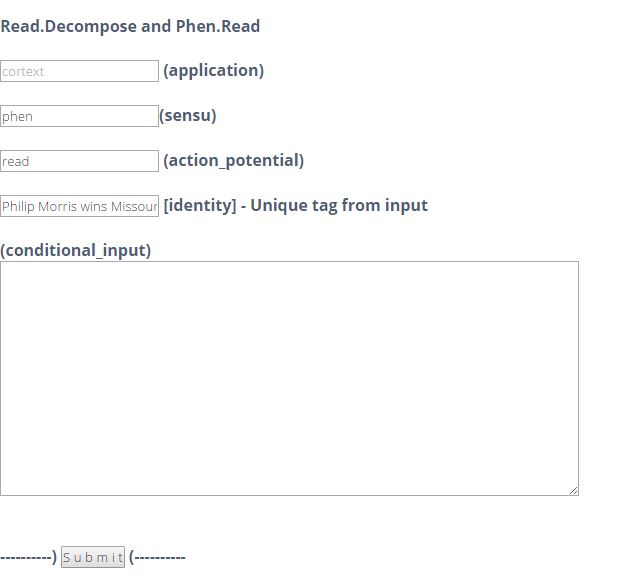 Read.Decompose and Phen.Read
cortext (application)
phen (sensu)
read (action_potential)
Philip Morris wins Missour [identity] - Unique tag from input
(conditional_input)
----------) Submit (----------